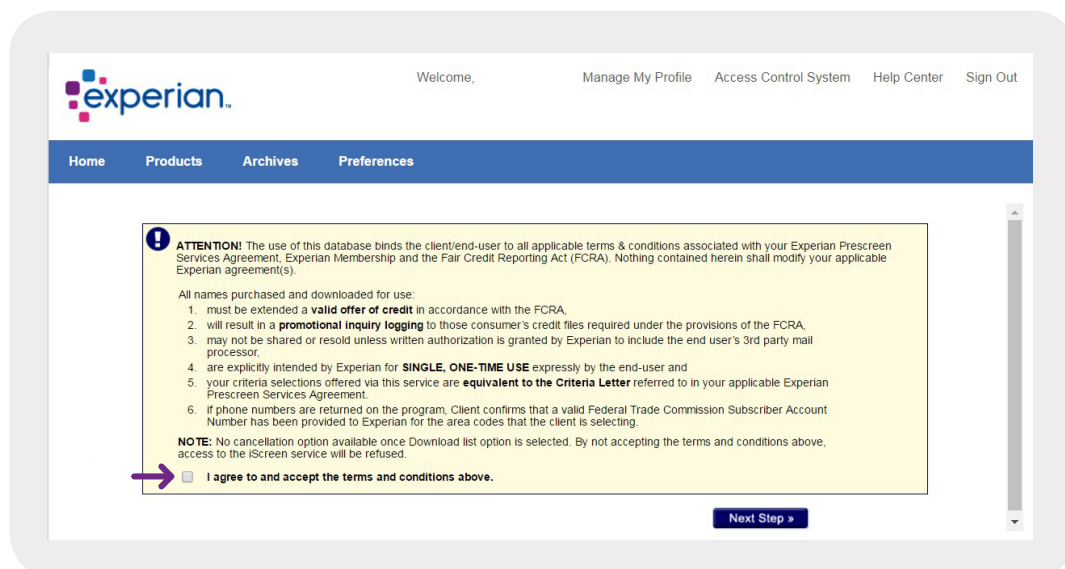 experian™
Welcome,
Manage My Profile Access Control System Help Center Sign Out
Home Products Archives Preferences
ATTENTION! The use of this database binds the client/end-user to all applicable terms & conditions associated with your Experian Prescreen
Services Agreement, Experian Membership and the Fair Credit Reporting Act (FCRA). Nothing contained herein shall modify your applicable
Experian agreement(s).
All names purchased and downloaded for use:
1. must be extended a valid offer of credit in accordance with the FCRA,
2. will result in a promotional inquiry logging to those consumer's credit files required under the provisions of the FCRA,
3. may not be shared or resold unless written authorization is granted by Experian to include the end user's 3rd party mail
processor,
4. are explicitly intended by Experian for SINGLE, ONE-TIME USE expressly by the end-user and
5. your criteria selections offered via this service are equivalent to the Criteria Letter referred to in your applicable Experian
Prescreen Services Agreement.
6. if phone numbers are returned on the program, Client confirms that a valid Federal Trade Commission Subscriber Account
Number has been provided to Experian for the area codes that the client is selecting.
NOTE: No cancellation option available once Download list option is selected. By not accepting the terms and conditions above,
access to the iScreen service will be refused.
I agree to and accept the terms and conditions above.
Next Step »